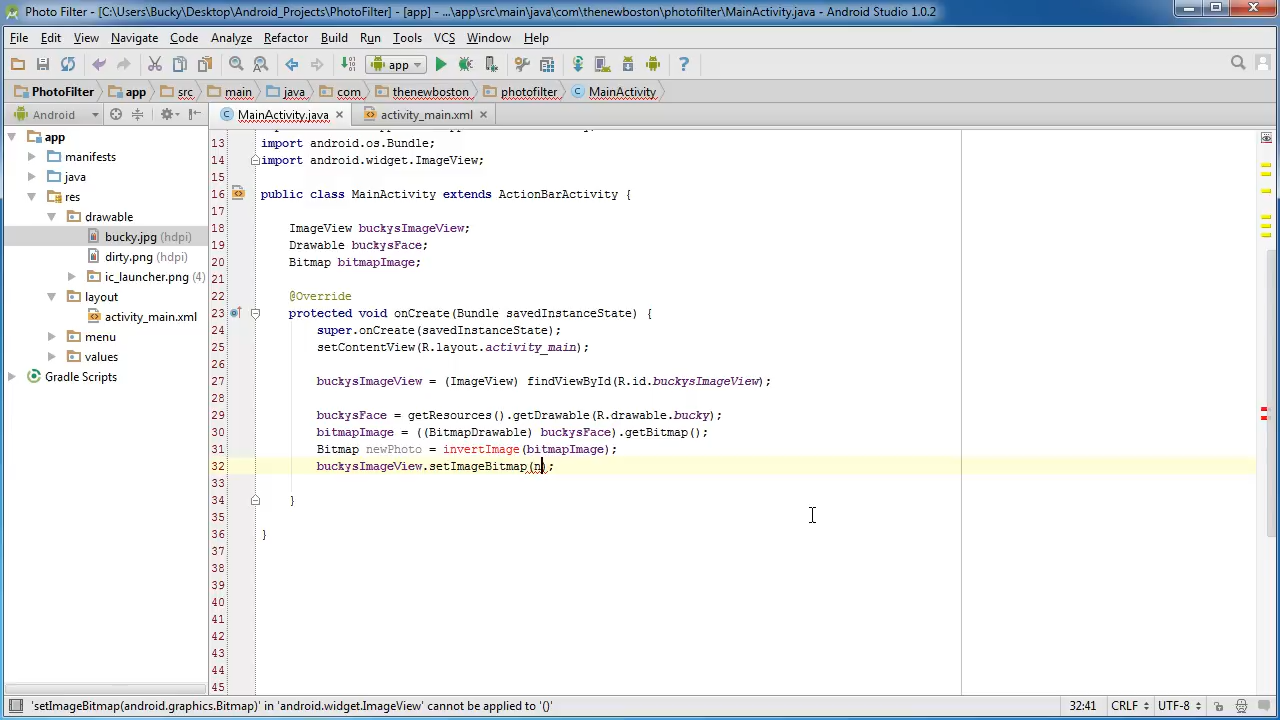 Photo Filter - [C:\Users\Bucky\Desktop\Android_Projects\PhotoFilter] - [app] - ...\app\src\main\java\com\thenewboston\photofilter\MainActivity.java - Android Studio 1.0.2
File Edit View Navigate Code Analyze Refactor Build Run Tools VCS Window Help
app
PhotoFilter app src main java com thenewboston photofilter MainActivity
Android MainActivity.java activity_main.xml
app
manifests
java
res
drawable
bucky.jpg (hdpi)
dirty.png (hdpi)
ic_launcher.png (4)
layout
activity_main.xml
menu
values
Gradle Scripts
13 import android.os.Bundle;
14 import android.widget.ImageView;
15
16 public class MainActivity extends ActionBarActivity {
17
18 ImageView buckysImageView;
19 Drawable buckysFace;
20 Bitmap bitmapImage;
21
22 @Override
23 protected void onCreate(Bundle savedInstanceState) {
24 super.onCreate(savedInstanceState);
25 setContentView(R.layout.activity_main);
26
27 buckysImageView = (ImageView) findViewById(R.id.buckysImageView);
28
29 buckysFace = getResources().getDrawable(R.drawable.bucky);
30 bitmapImage = ((BitmapDrawable) buckysFace).getBitmap();
31 Bitmap newPhoto = invertImage(bitmapImage);
32 buckysImageView.setImageBitmap(n);
33
34 }
35
36 }
37
38
39
40
41
42
43
44
45
'setImageBitmap(android.graphics.Bitmap)' in 'android.widget.ImageView' cannot be applied to '()'
32:41 CRLF UTF-8